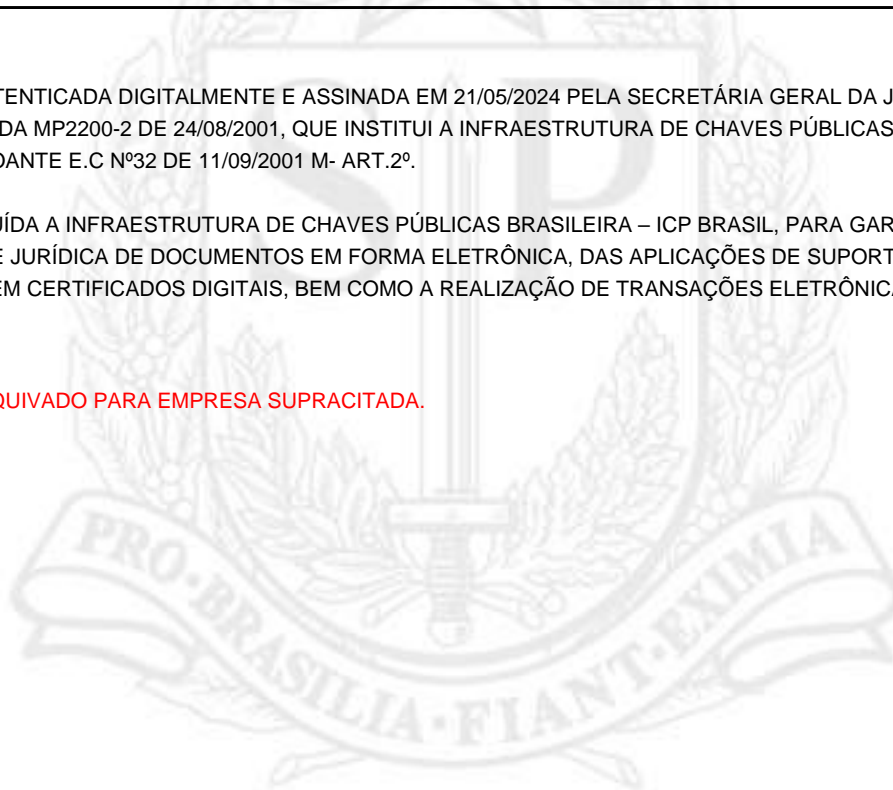 TENTICADA DIGITALMENTE E ASSINADA EM 21/05/2024 PELA SECRETÁRIA GERAL DA J
DA MP2200-2 DE 24/08/2001, QUE INSTITUI A INFRAESTRUTURA DE CHAVES PÚBLICAS
DANTE E.C Nº32 DE 11/09/2001 M- ART.2º.
UÍDA A INFRAESTRUTURA DE CHAVES PÚBLICAS BRASILEIRA – ICP BRASIL, PARA GAR
E JURÍDICA DE DOCUMENTOS EM FORMA ELETRÔNICA, DAS APLICAÇÕES DE SUPORT
EM CERTIFICADOS DIGITAIS, BEM COMO A REALIZAÇÃO DE TRANSAÇÕES ELETRÔNICA
QUIVADO PARA EMPRESA SUPRACITADA.
SP
PRO·BRASILIA·FIANT·EXIMIA